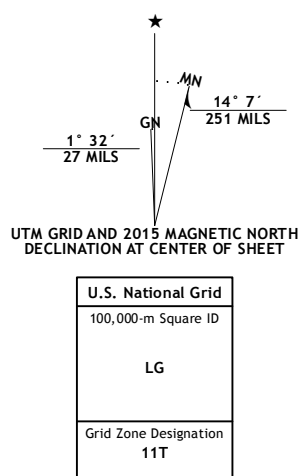 ★
MN
GN
14° 7´
251 MILS
1° 32´
27 MILS
UTM GRID AND 2015 MAGNETIC NORTH
DECLINATION AT CENTER OF SHEET
U.S. National Grid
100,000-m Square ID
LG
Grid Zone Designation
11T